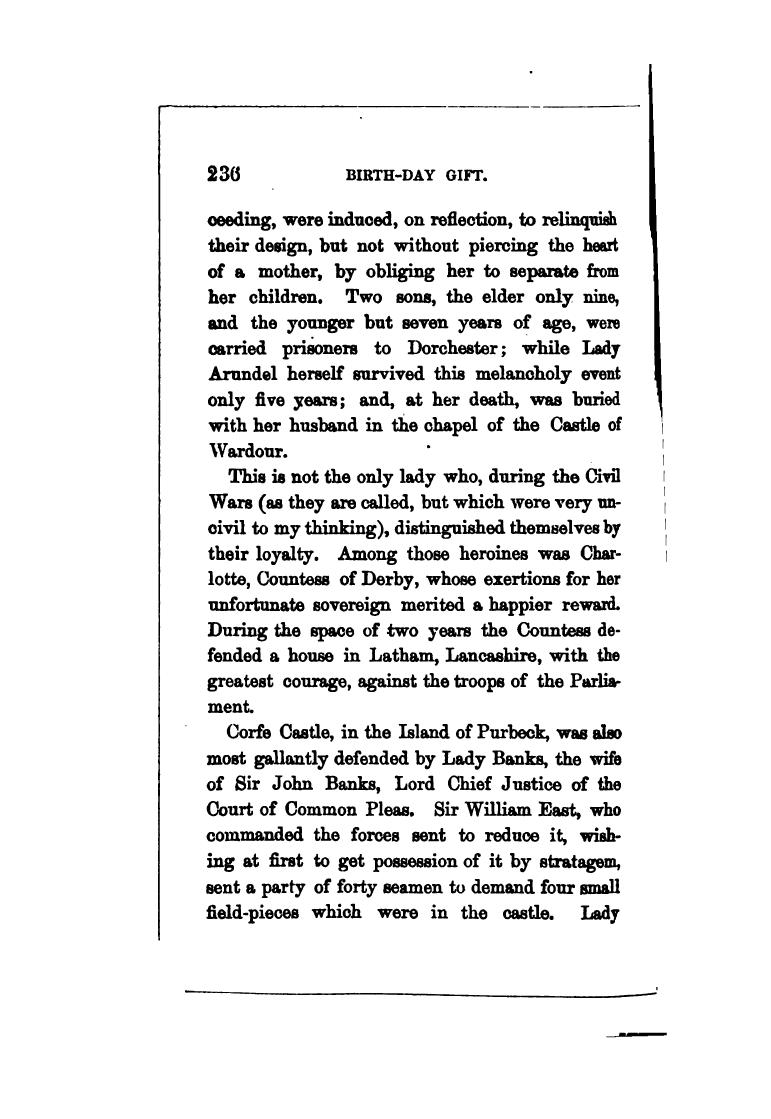 236 BIRTH-DAY GIFT.
ceeding, were induced, on reflection, to relinquish
their design, but not without piercing the heart
of a mother, by obliging her to separate from
her children. Two sons, the elder only nine,
and the younger but seven years of age, were
carried prisoners to Dorchester; while Lady
Arundel herself survived this melancholy event
only five years; and, at her death, was buried
with her husband in the chapel of the Castle of
Wardour.
This is not the only lady who, during the Civil
Wars (as they are called, but which were very un-
civil to my thinking), distinguished themselves by
their loyalty. Among those heroines was Char-
lotte, Countess of Derby, whose exertions for her
unfortunate sovereign merited a happier reward.
During the space of two years the Countess de-
fended a house in Latham, Lancashire, with the
greatest courage, against the troops of the Parlia-
ment.
Corfe Castle, in the Island of Purbeck, was also
most gallantly defended by Lady Banks, the wife
of Sir John Banks, Lord Chief Justice of the
Court of Common Pleas. Sir William East, who
commanded the forces sent to reduce it, wish-
ing at first to get possession of it by stratagem,
sent a party of forty seamen to demand four small
field-pieces which were in the castle. Lady